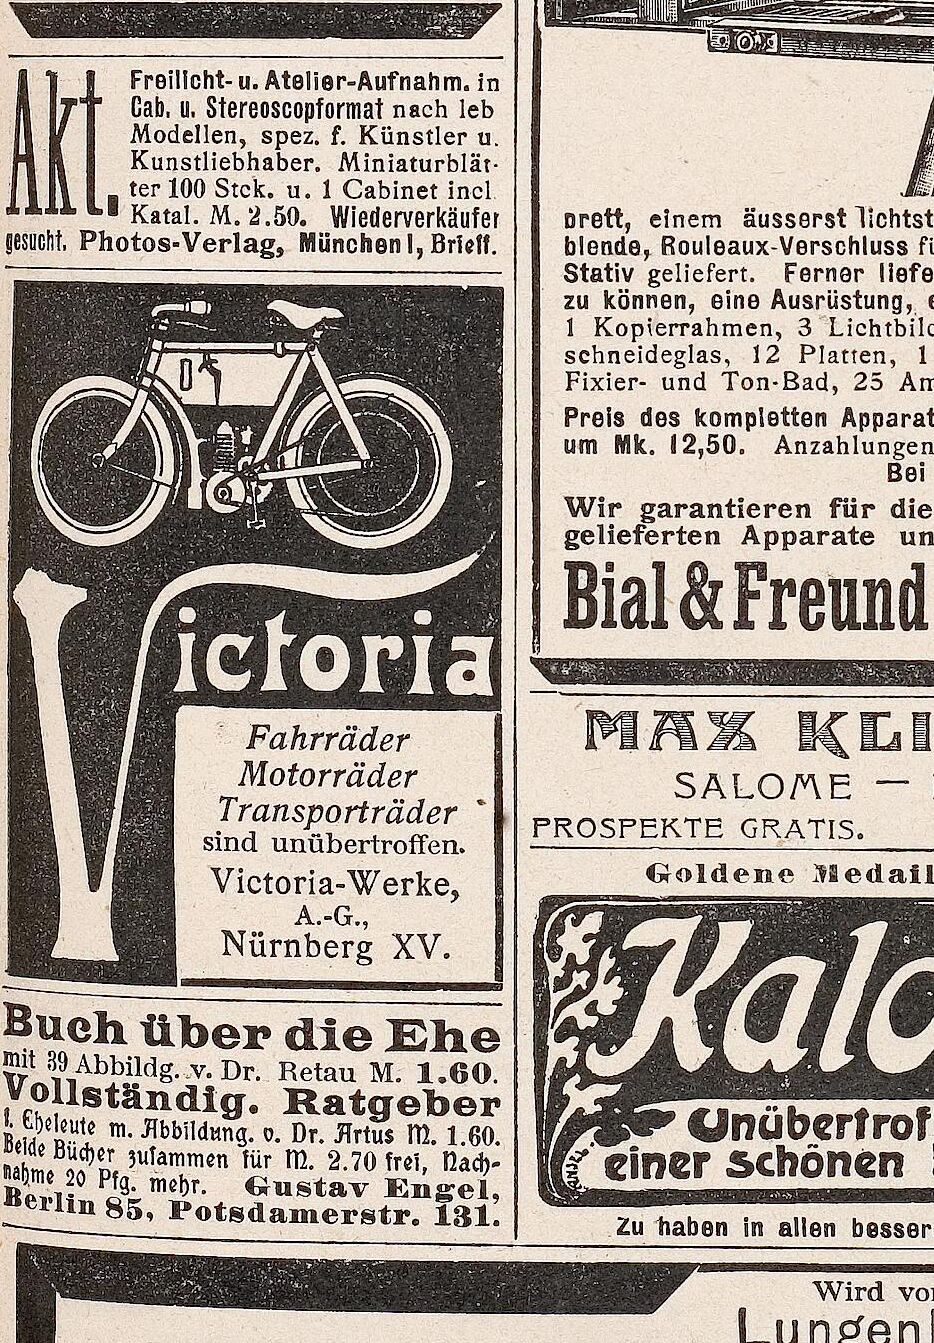 Akt.
Freilicht- u. Atelier-Aufnahm. in
Cab. u. Stereoscopformat nach leb
Modellen, spez. f. Künstler u.
Kunstliebhaber. Miniaturblät-
ter 100 Stck. u. 1 Cabinet incl
Katal. M. 2.50. Wiederverkäufer
gesucht. Photos-Verlag, München I, Brieff.
Victoria
Fahrräder
Motorräder
Transporträder
sind unübertroffen.
Victoria-Werke,
A.-G.,
Nürnberg XV.
Buch über die Ehe
mit 39 Abbildg. v. Dr. Retau M. 1.60.
Vollständig. Ratgeber
f. Eheleute m. Abbildung. v. Dr. Artus M. 1.60.
Beide Bücher zusammen für M. 2.70 frei, Nach-
nahme 20 Pfg. mehr. Gustav Engel,
Berlin 85, Potsdamerstr. 131.
brett, einem äusserst lichtst
blende, Rouleaux-Verschluss fü
Stativ geliefert. Ferner liefe
zu können, eine Ausrüstung, e
1 Kopierrahmen, 3 Lichtbild
schneideglas, 12 Platten, 1
Fixier- und Ton-Bad, 25 Am
Preis des kompletten Apparat
um Mk. 12,50. Anzahlungen
Bei
Wir garantieren für die
gelieferten Apparate un
Bial & Freund
MAX KLI
SALOME —
PROSPEKTE GRATIS.
Goldene Medail
Kalo
Unübertrof
einer schönen
Zu haben in allen besser
Wird vo
Lungenl